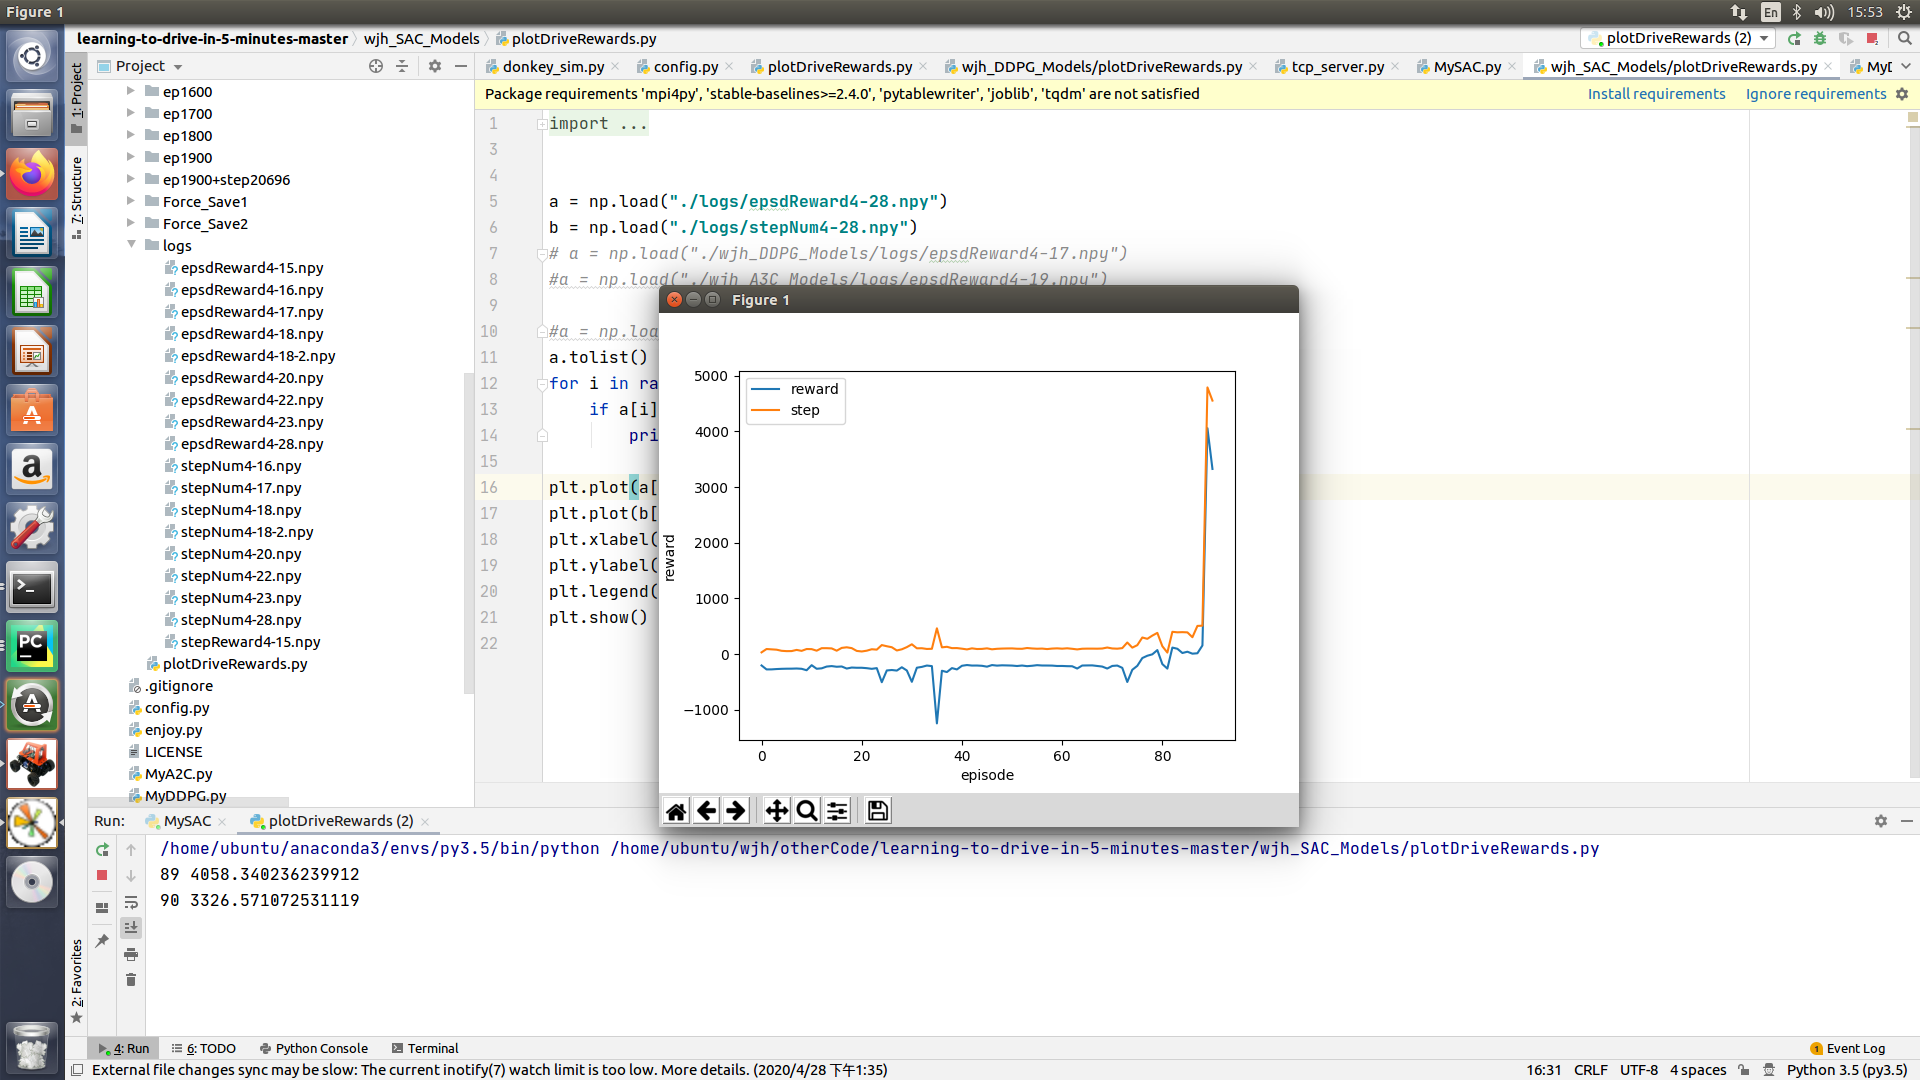 Figure 1
En
15:53
learning-to-drive-in-5-minutes-master
wjh_SAC_Models
plotDriveRewards.py
plotDriveRewards (2)
1: Project
7: Structure
2: Favorites
Project
donkey_sim.py
config.py
plotDriveRewards.py
wjh_DDPG_Models/plotDriveRewards.py
tcp_server.py
MySAC.py
wjh_SAC_Models/plotDriveRewards.py
Package requirements 'mpi4py', 'stable-baselines>=2.4.0', 'pytablewriter', 'joblib', 'tqdm' are not satisfied
Install requirements
Ignore requirements
ep1600
ep1700
ep1800
ep1900
ep1900+step20696
Force_Save1
Force_Save2
logs
epsdReward4-15.npy
epsdReward4-16.npy
epsdReward4-17.npy
epsdReward4-18.npy
epsdReward4-18-2.npy
epsdReward4-20.npy
epsdReward4-22.npy
epsdReward4-23.npy
epsdReward4-28.npy
stepNum4-16.npy
stepNum4-17.npy
stepNum4-18.npy
stepNum4-18-2.npy
stepNum4-20.npy
stepNum4-22.npy
stepNum4-23.npy
stepNum4-28.npy
stepReward4-15.npy
plotDriveRewards.py
.gitignore
config.py
enjoy.py
LICENSE
MyA2C.py
MyDDPG.py
1 import ...
3
4
5 a = np.load("./logs/epsdReward4-28.npy")
6 b = np.load("./logs/stepNum4-28.npy")
7 # a = np.load("./wjh_DDPG_Models/logs/epsdReward4-17.npy")
8 #a = np.load("./wjh_A3C_Models/logs/epsdReward4-19.npy")
9
10 #a = np.loa
11 a.tolist()
12 for i in ra
13 if a[i]
14 pri
15
16 plt.plot(a[
17 plt.plot(b[
18 plt.xlabel(
19 plt.ylabel(
20 plt.legend(
21 plt.show()
22
Figure 1
reward
step
5000
4000
3000
2000
1000
0
−1000
reward
0
20
40
60
80
episode
Run:
MySAC
plotDriveRewards (2)
/home/ubuntu/anaconda3/envs/py3.5/bin/python /home/ubuntu/wjh/otherCode/learning-to-drive-in-5-minutes-master/wjh_SAC_Models/plotDriveRewards.py
89 4058.340236239912
90 3326.571072531119
4: Run
6: TODO
Python Console
Terminal
1 Event Log
External file changes sync may be slow: The current inotify(7) watch limit is too low. More details. (2020/4/28 下午1:35)
16:31
CRLF
UTF-8
4 spaces
Python 3.5 (py3.5)